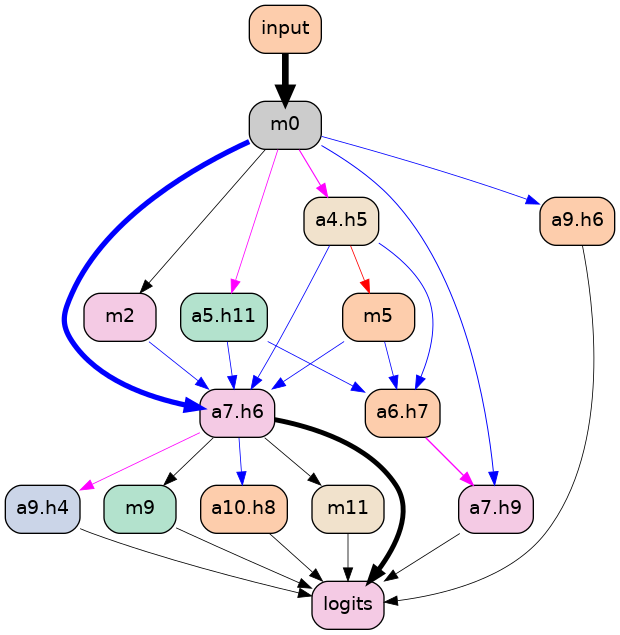 input
m0
a4.h5
a9.h6
m2
a5.h11
m5
a7.h6
a6.h7
a9.h4
m9
a10.h8
m11
a7.h9
logits